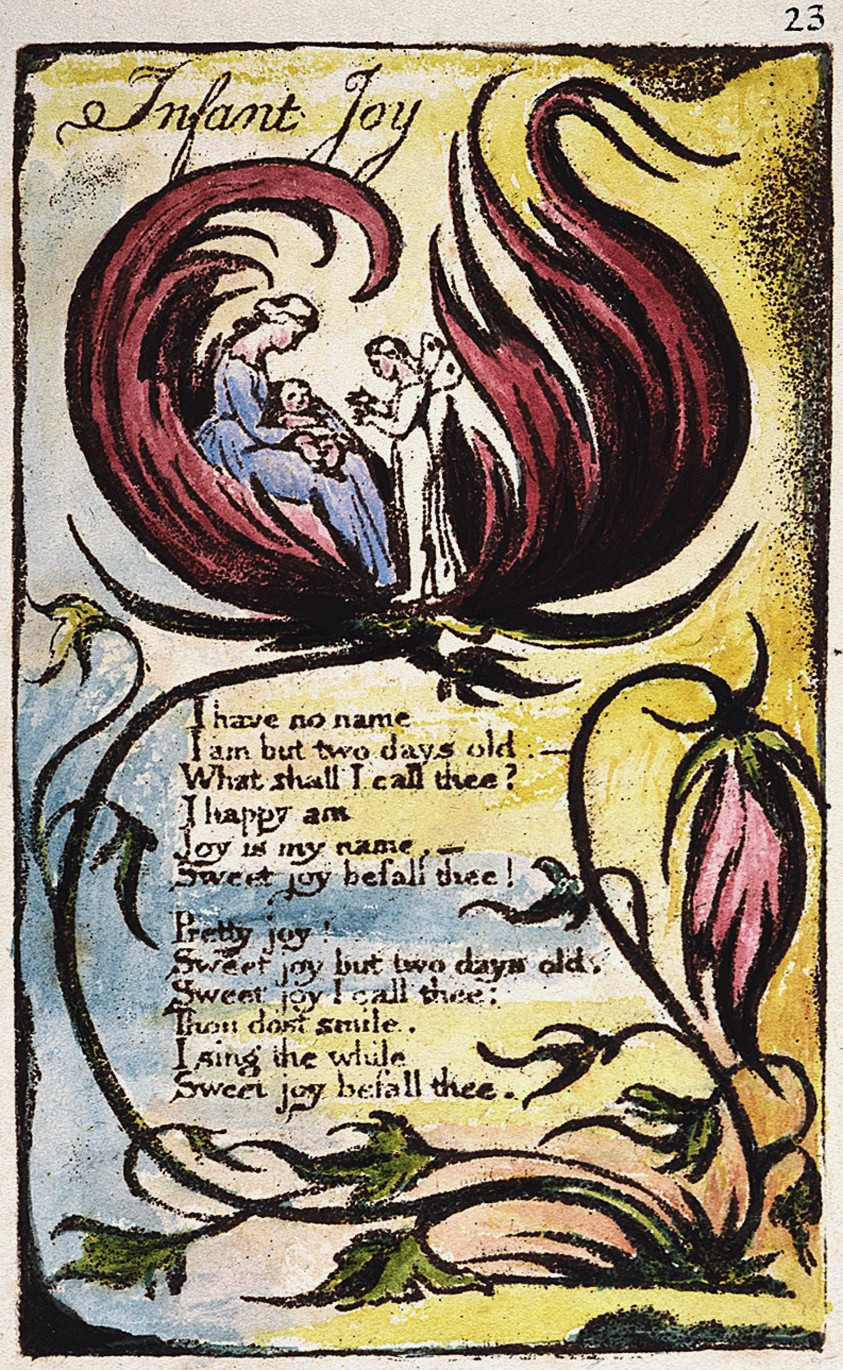 23
Infant Joy
I have no name
I am but two days old.—
What shall I call thee?
I happy am
Joy is my name.—
Sweet joy befall thee!
Pretty joy!
Sweet joy but two days old.
Sweet joy I call thee:
Thou dost smile.
I sing the while
Sweet joy befall thee.